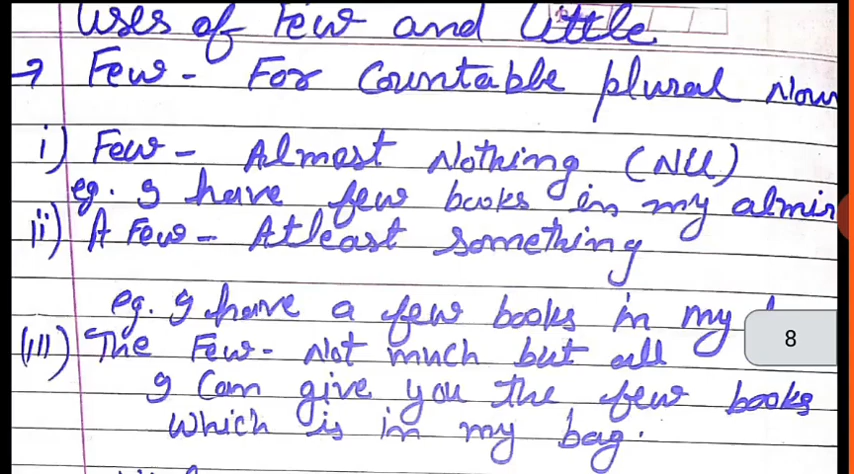 Uses of Few and Little
→ Few - For Countable plural Noun
i) Few - Almost Nothing (Nil)
eg. I have few books in my almir
ii) A Few - Atleast something
eg. I have a few books in my
8
(iii) The Few - Not much but all
I Can give you the few books
which is in my bag.